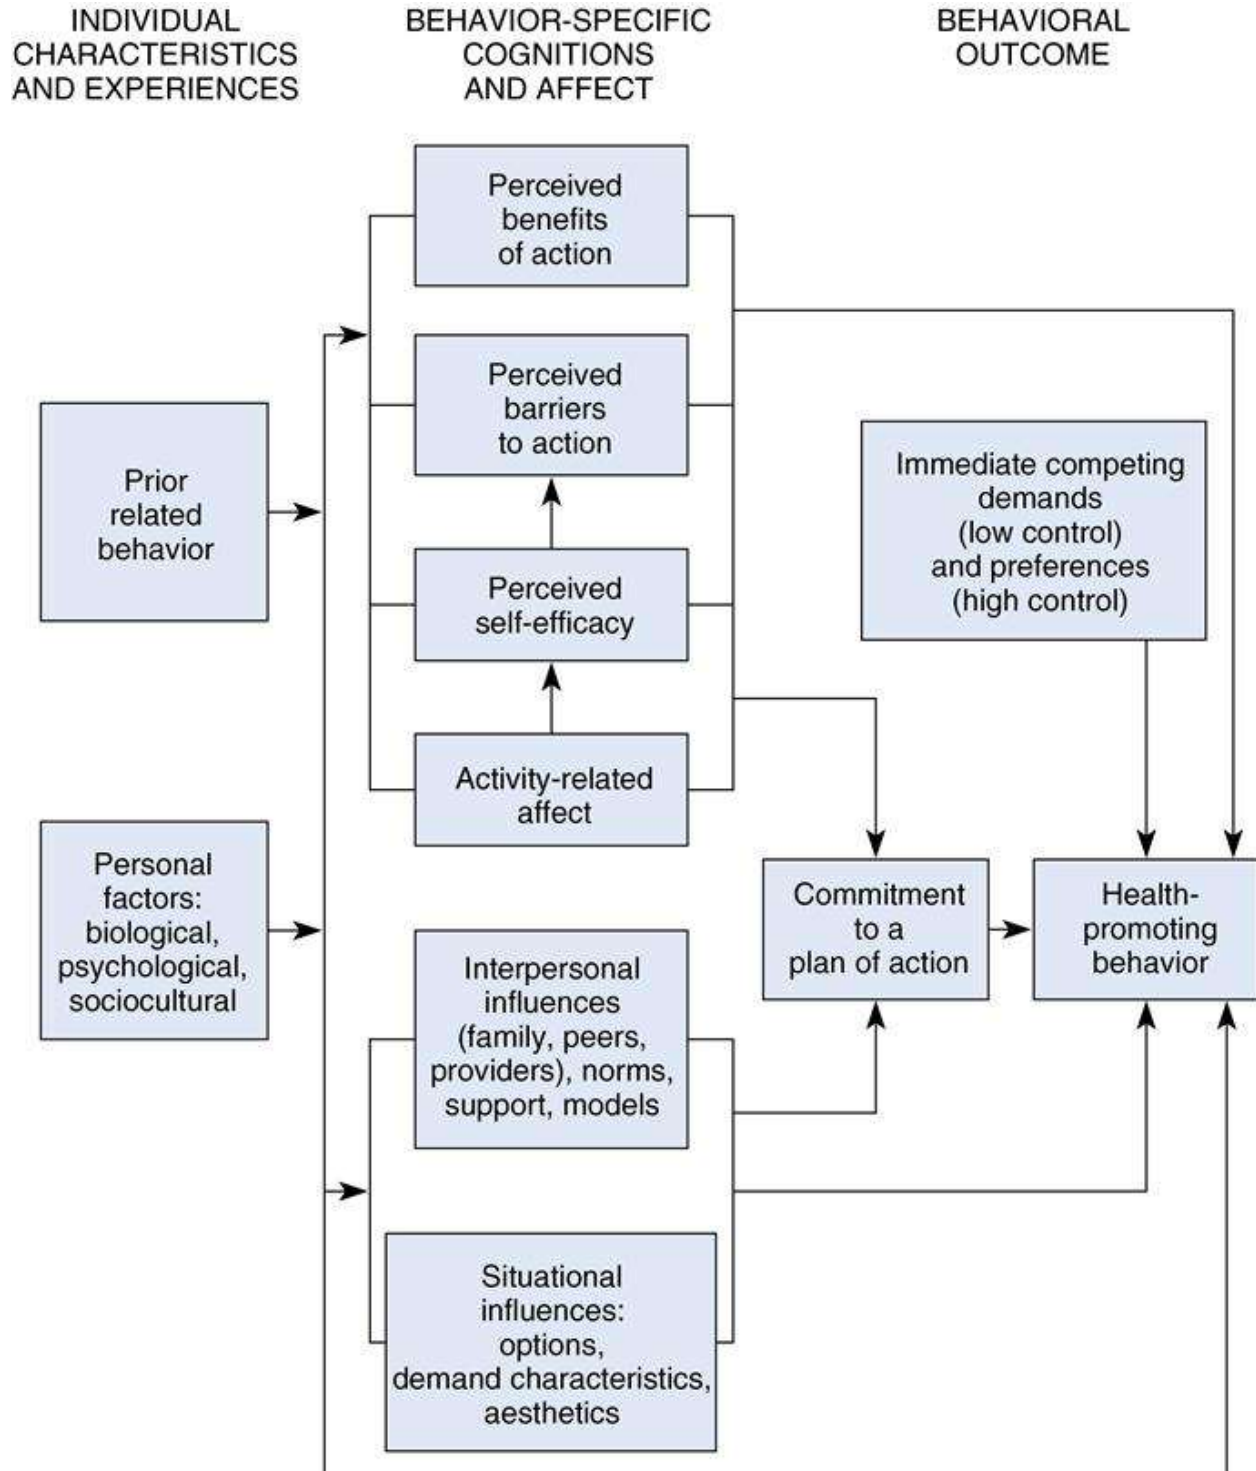 INDIVIDUAL
CHARACTERISTICS
AND EXPERIENCES
BEHAVIOR-SPECIFIC
COGNITIONS
AND AFFECT
BEHAVIORAL
OUTCOME
Perceived
benefits
of action
Perceived
barriers
to action
Prior
related
behavior
Immediate competing
demands
(low control)
and preferences
(high control)
Perceived
self-efficacy
Activity-related
affect
Personal
factors:
biological,
psychological,
sociocultural
Commitment
to a
plan of action
Health-
promoting
behavior
Interpersonal
influences
(family, peers,
providers), norms,
support, models
Situational
influences:
options,
demand characteristics,
aesthetics